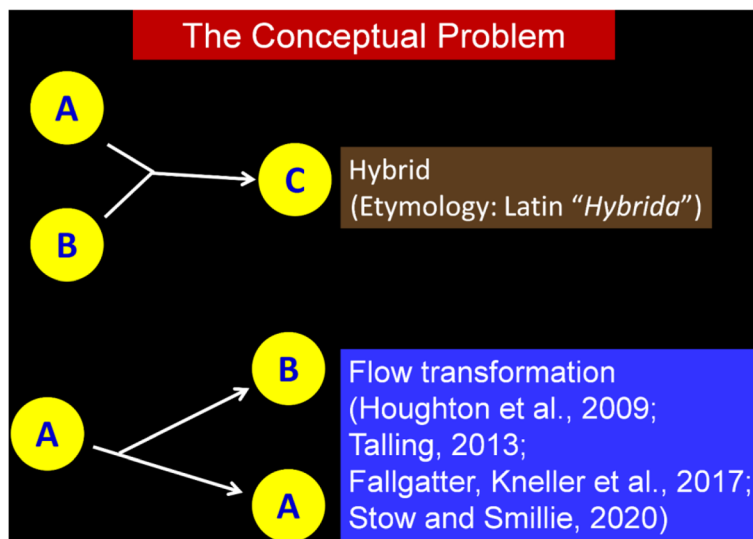 The Conceptual Problem
A
B
C
Hybrid
(Etymology: Latin “Hybrida”)
A
B
A
Flow transformation
(Houghton et al., 2009;
Talling, 2013;
Fallgatter, Kneller et al., 2017;
Stow and Smillie, 2020)